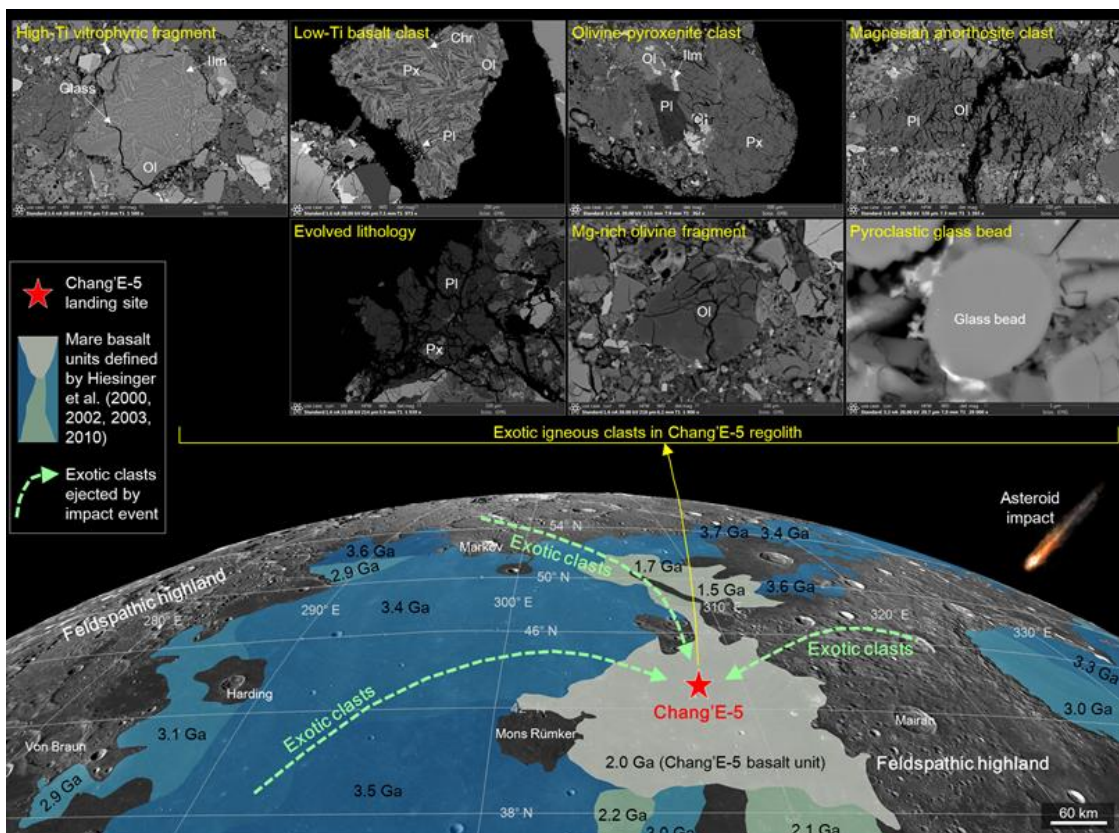 High-Ti vitrophyric fragment
Ilm
Glass
Ol
Low-Ti basalt clast
Chr
Px
Ol
Pl
Olivine-pyroxenite clast
Ol
Ilm
Pl
Px
Magnesian anorthosite clast
Pl
Ol
Evolved lithology
Pl
Px
Mg-rich olivine fragment
Ol
Pyroclastic glass bead
Glass bead
Chang'E-5
landing site
Mare basalt
units defined
by Hiesinger
et al. (2000,
2002, 2003,
2010)
Exotic clasts
ejected by
impact event
Exotic igneous clasts in Chang'E-5 regolith
Asteroid
impact
54° N
3.7 Ga
3.4 Ga
Markov
Exotic clasts
3.6 Ga
2.9 Ga
1.7 Ga
50° N
3.6 Ga
1.5 Ga
Feldspathic highland
280° E
290° E
300° E
310° E
320° E
330° E
3.4 Ga
46° N
Exotic clasts
3.3 Ga
Harding
Exotic clasts
Chang'E-5
3.0 Ga
Mairan
Von Braun
3.1 Ga
Mons Rümker
2.0 Ga (Chang'E-5 basalt unit)
Feldspathic highland
2.9 Ga
3.5 Ga
38° N
2.2 Ga
2.1 Ga
60 km